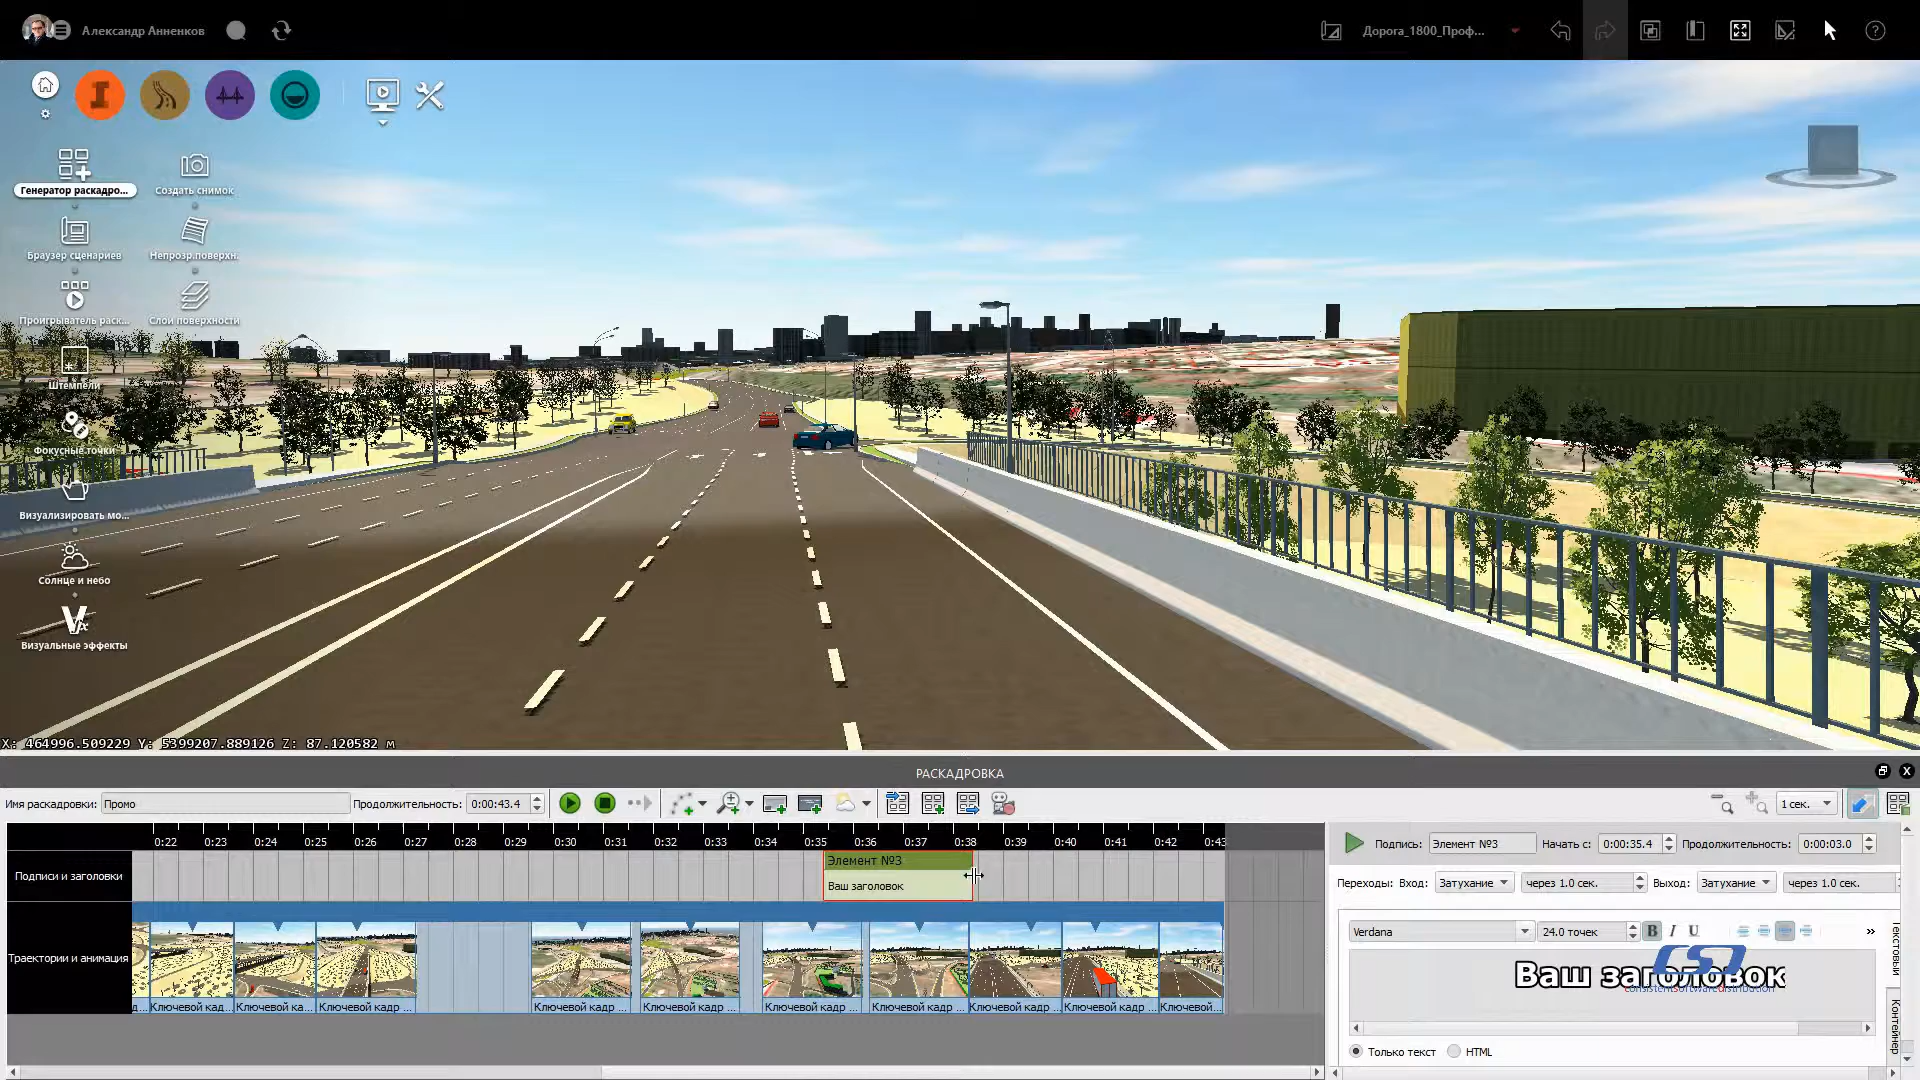 Александр Анненков
Дорога_1800_Проф...
Генератор раскадро...
Создать снимок
Браузер сценариев
Непрозр.поверхн.
Проигрыватель раск...
Слои поверхности
Штемпели
Фокусные точки
Визуализировать мо...
Солнце и небо
Визуальные эффекты
X: 464996.509229 Y: 5399207.889126 Z: 87.120582 м
РАСКАДРОВКА
Имя раскадровки: Промо Продолжительность: 0:00:43.4 1 сек.
0:22 0:23 0:24 0:25 0:26 0:27 0:28 0:29 0:30 0:31 0:32 0:33 0:34 0:35 0:36 0:37 0:38 0:39 0:40 0:41 0:42 0:43
Подписи и заголовки
Элемент №3
Ваш заголовок
Траектории и анимация
Ключевой кад... Ключевой ка... Ключевой кадр ... Ключевой кадр ... Ключевой кадр ... Ключевой кадр ... Ключевой кадр ... Ключевой кадр ... Ключевой кадр ... Ключевой...
Подпись: Элемент №3 Начать с: 0:00:35.4 Продолжительность: 0:00:03.0
Переходы: Вход: Затухание через 1.0 сек. Выход: Затухание через 1.0 сек.
Verdana 24.0 точек B I U »
Ваш заголовок
CSD
consistent software distribution
Только текст HTML
Текстовый
Контейнер